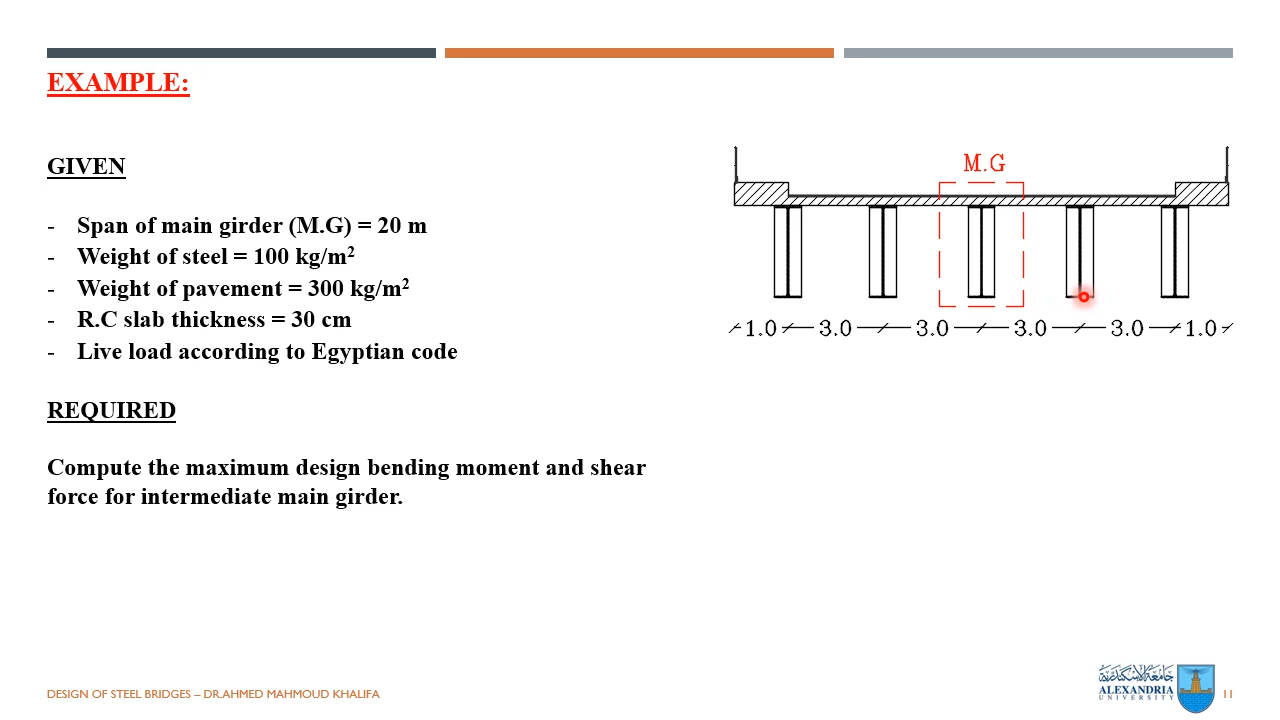 EXAMPLE:
GIVEN
- Span of main girder (M.G) = 20 m
- Weight of steel = 100 kg/m²
- Weight of pavement = 300 kg/m²
- R.C slab thickness = 30 cm
- Live load according to Egyptian code
REQUIRED
Compute the maximum design bending moment and shear
force for intermediate main girder.
M.G
1.0 3.0 3.0 3.0 3.0 1.0
DESIGN OF STEEL BRIDGES – DR.AHMED MAHMOUD KHALIFA
جامعة الإسكندرية
ALEXANDRIA
UNIVERSITY
11